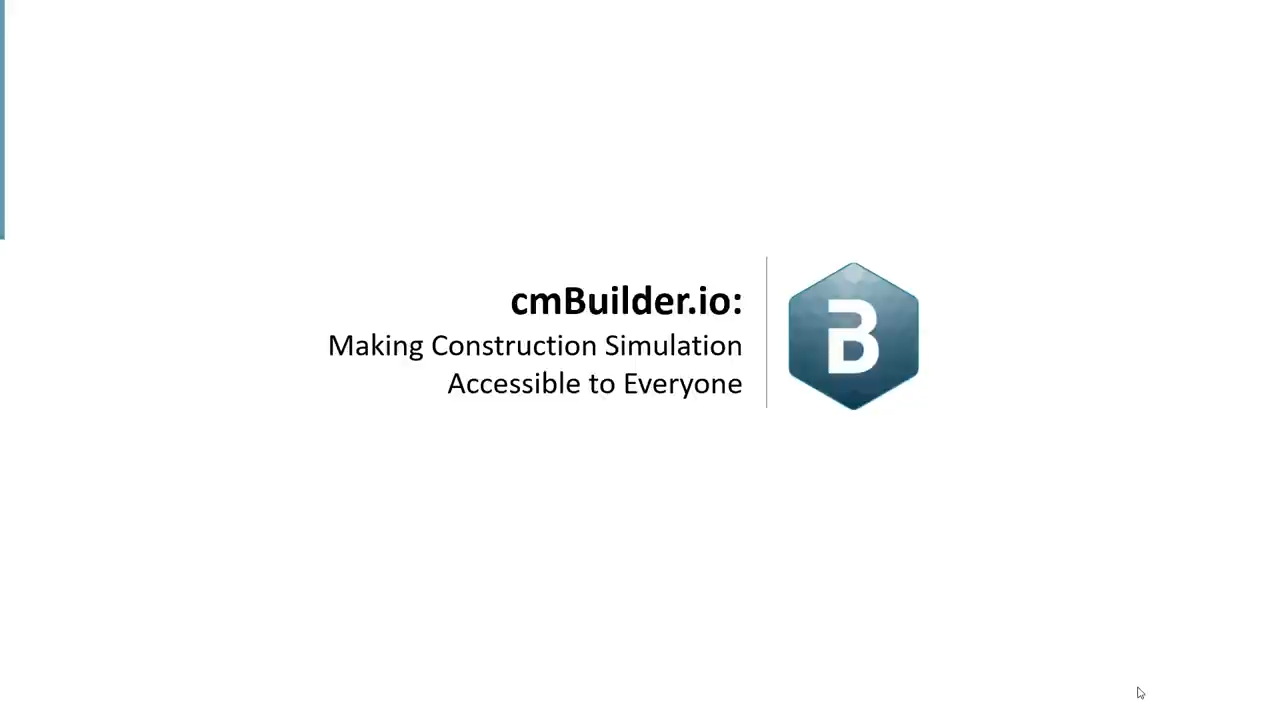 cmBuilder.io:
Making Construction Simulation
Accessible to Everyone
B